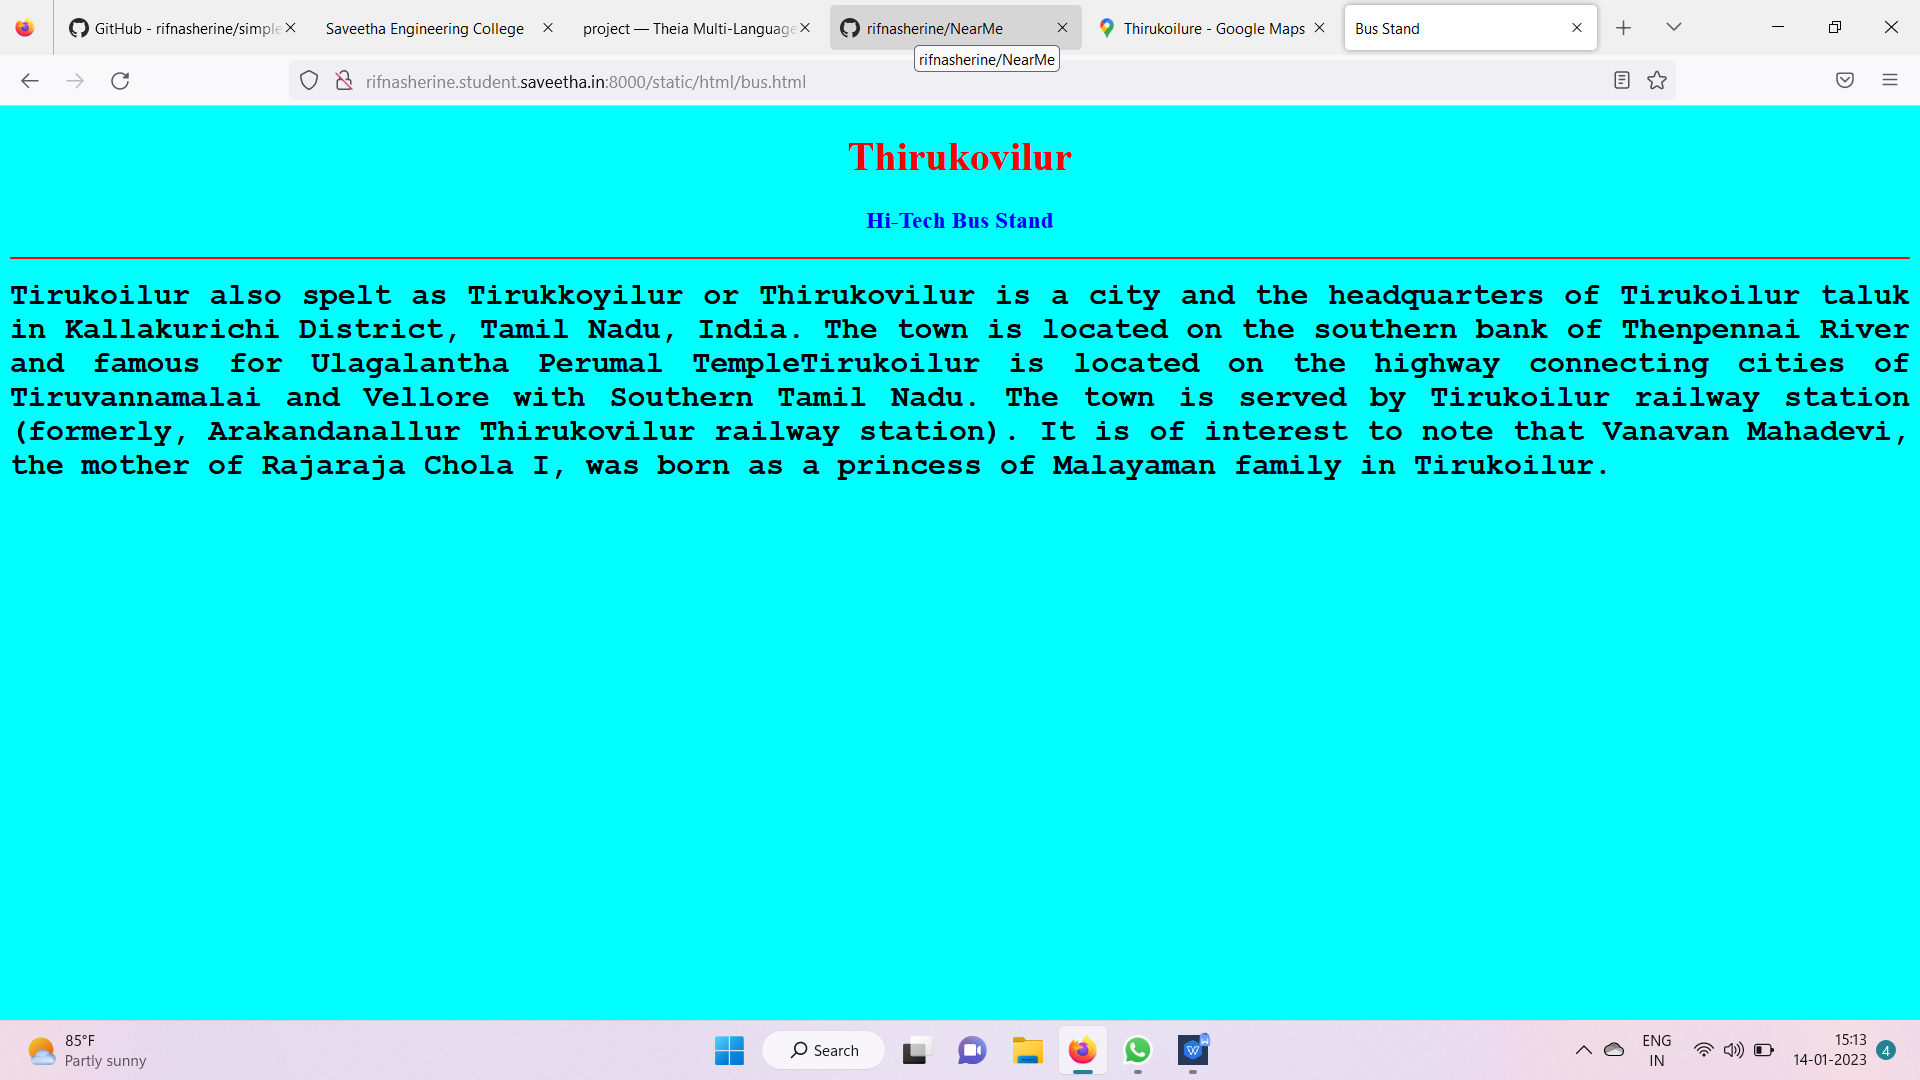 GitHub - rifnasherine/simple
Saveetha Engineering College
project — Theia Multi-Language
rifnasherine/NearMe
Thirukoilure - Google Maps
Bus Stand
rifnasherine/NearMe
rifnasherine.student.saveetha.in:8000/static/html/bus.html
Thirukovilur
Hi-Tech Bus Stand
Tirukoilur also spelt as Tirukkoyilur or Thirukovilur is a city and the headquarters of Tirukoilur taluk
in Kallakurichi District, Tamil Nadu, India. The town is located on the southern bank of Thenpennai River
and famous for Ulagalantha Perumal TempleTirukoilur is located on the highway connecting cities of
Tiruvannamalai and Vellore with Southern Tamil Nadu. The town is served by Tirukoilur railway station
(formerly, Arakandanallur Thirukovilur railway station). It is of interest to note that Vanavan Mahadevi,
the mother of Rajaraja Chola I, was born as a princess of Malayaman family in Tirukoilur.
85°F
Partly sunny
Search
ENG
IN
15:13
14-01-2023
4